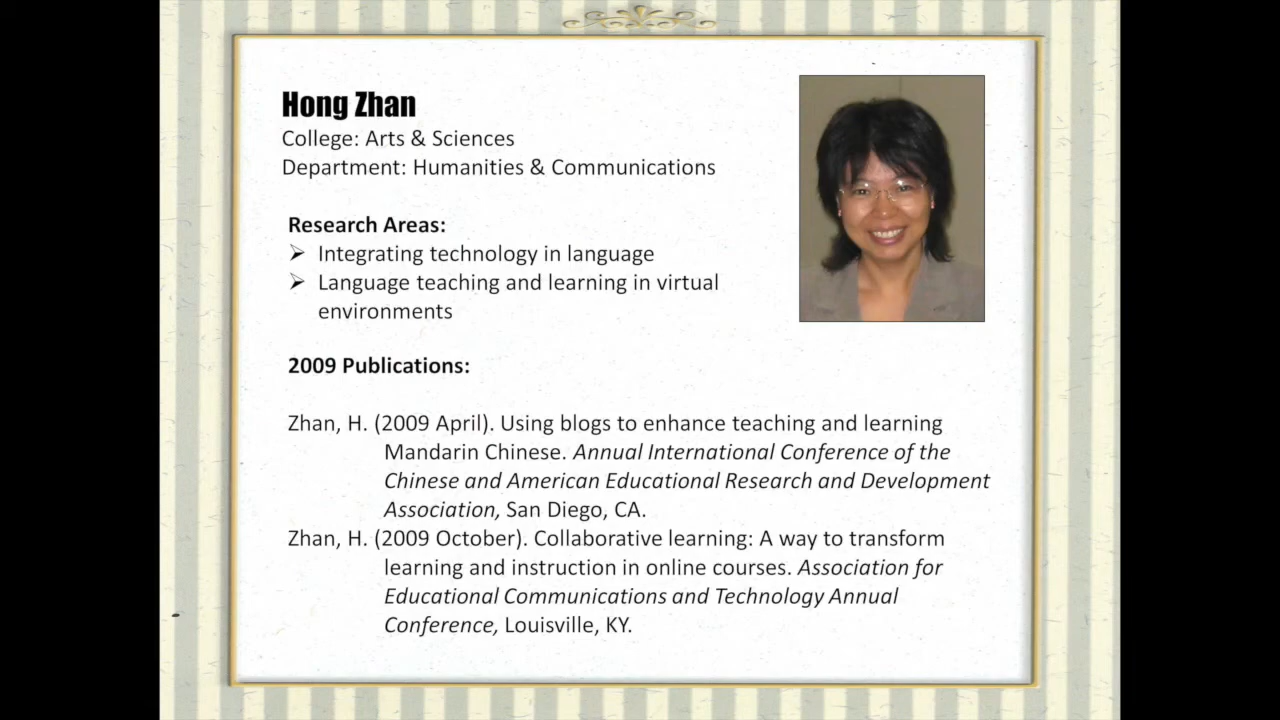 Hong Zhan
College: Arts & Sciences
Department: Humanities & Communications
Research Areas:
➢ Integrating technology in language
➢ Language teaching and learning in virtual
environments
2009 Publications:
Zhan, H. (2009 April). Using blogs to enhance teaching and learning
Mandarin Chinese. Annual International Conference of the
Chinese and American Educational Research and Development
Association, San Diego, CA.
Zhan, H. (2009 October). Collaborative learning: A way to transform
learning and instruction in online courses. Association for
Educational Communications and Technology Annual
Conference, Louisville, KY.